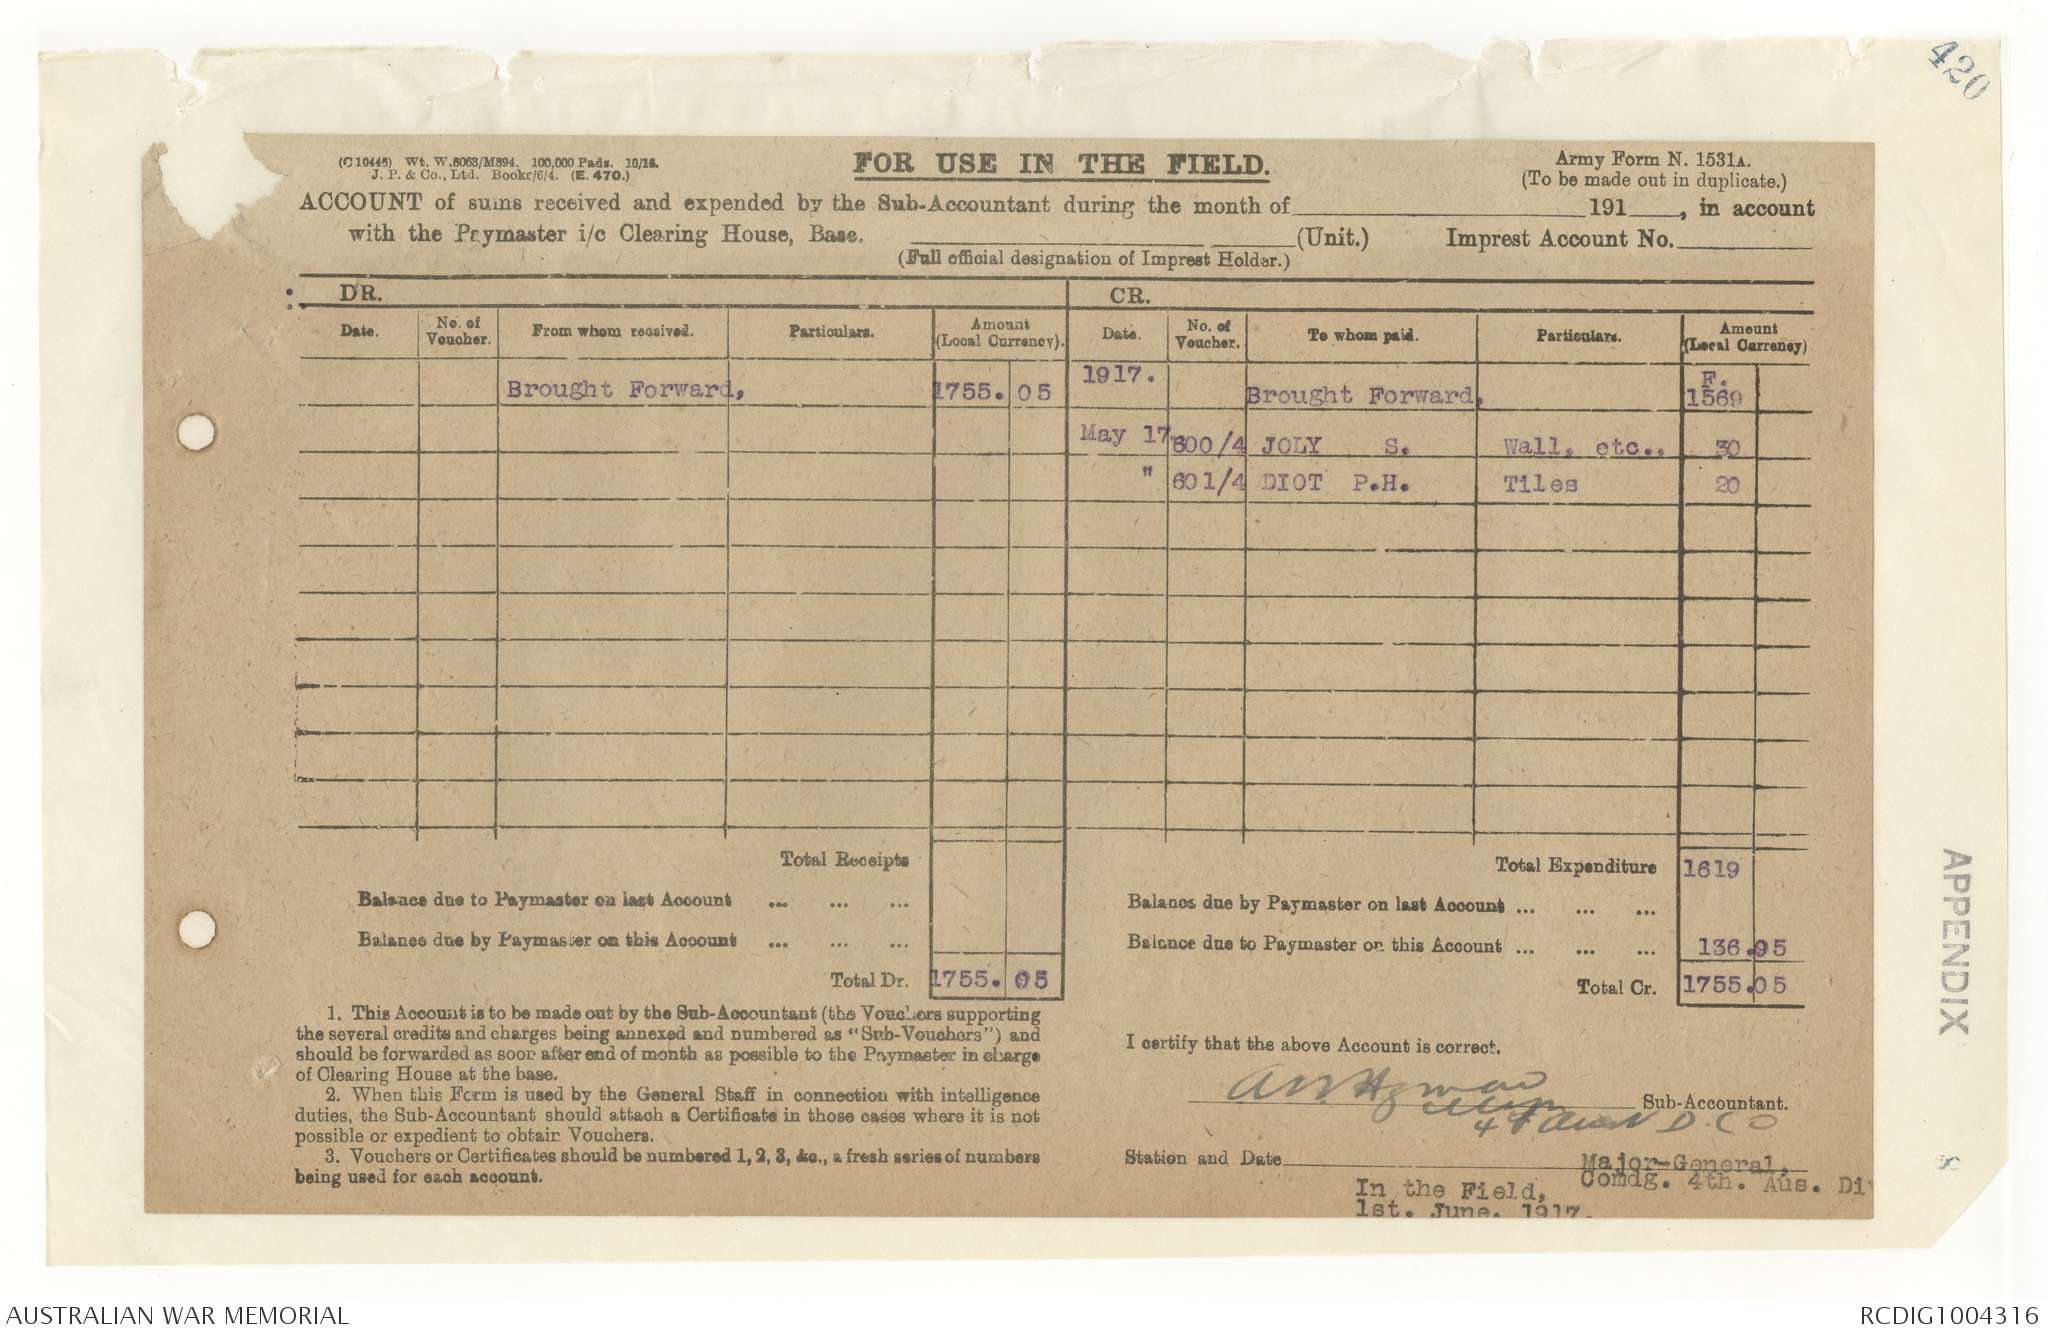 420
(C 10446) Wt. W.8063/M894. 100,000 Pads. 10/16.
J. P. & Co., Ltd. Books/6/4. (E. 470.)
FOR USE IN THE FIELD.
Army Form N. 1531A.
(To be made out in duplicate.)
ACCOUNT of sums received and expended by the Sub-Accountant during the month of 191 , in account
with the Paymaster i/c Clearing House, Base. (Unit.) Imprest Account No.
(Full official designation of Imprest Holder.)
DR. CR.
Date. No. of Voucher. From whom received. Particulars. Amount (Local Currency). Date. No. of Voucher. To whom paid. Particulars. Amount (Local Currency)
Brought Forward, 1755. 05 1917. Brought Forward, F. 1569
May 17. 600/4 JOLY S. Wall, etc., 30
" 601/4 DIOT P.H. Tiles 20
Total Receipts Total Expenditure 1619
Balance due to Paymaster on last Account ... ... ... Balance due by Paymaster on last Account ... ... ...
Balance due by Paymaster on this Account ... ... ... Balance due to Paymaster on this Account ... ... ... 136.95
Total Dr. 1755. 05 Total Cr. 1755.05
1. This Account is to be made out by the Sub-Accountant (the Vouchers supporting
the several credits and charges being annexed and numbered as "Sub-Vouchers") and
should be forwarded as soon after end of month as possible to the Paymaster in charge
of Clearing House at the base.
2. When this Form is used by the General Staff in connection with intelligence
duties, the Sub-Accountant should attach a Certificate in those cases where it is not
possible or expedient to obtain Vouchers.
3. Vouchers or Certificates should be numbered 1, 2, 3, &c., a fresh series of numbers
being used for each account.
I certify that the above Account is correct.
Sub-Accountant.
Station and Date
Major-General,
Comdg. 4th. Aus. Div
In the Field,
1st. June. 1917.
APPENDIX
AUSTRALIAN WAR MEMORIAL
RCDIG1004316